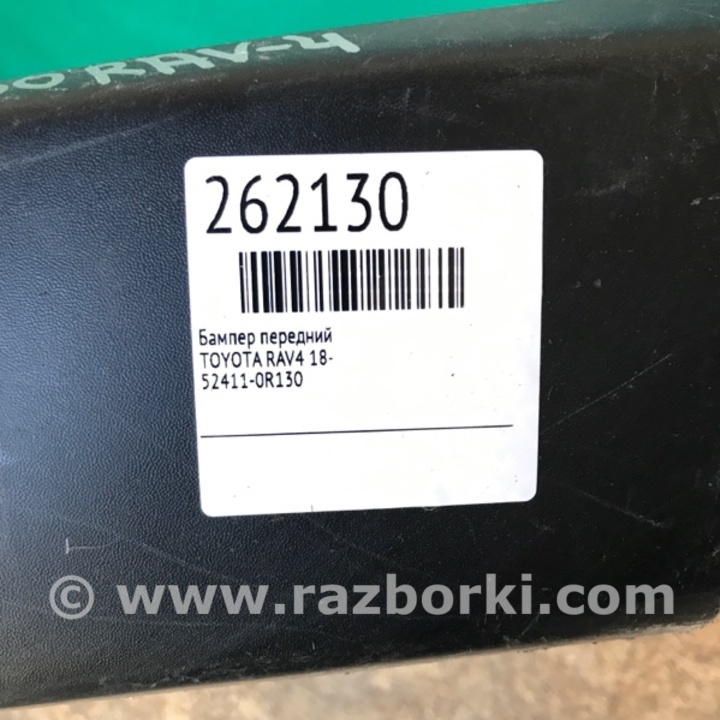 RAV-4
262130
Бампер передний
TOYOTA RAV4 18-
52411-0R130
© www.razborki.com